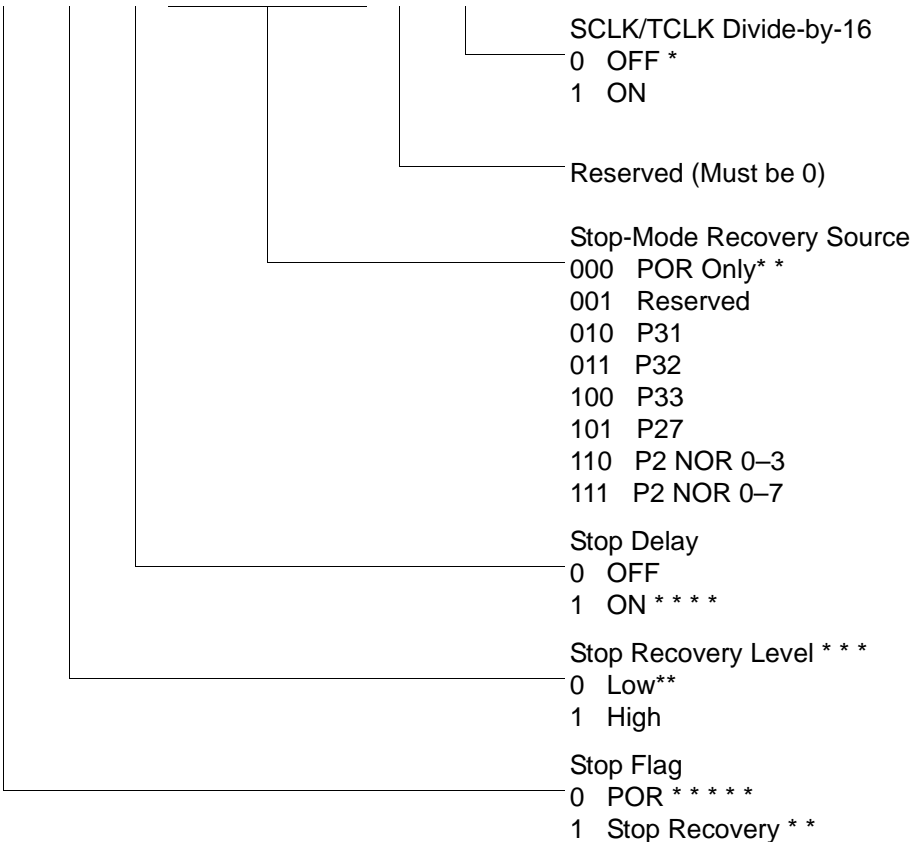 SCLK/TCLK Divide-by-16
0 OFF *
1 ON
Reserved (Must be 0)
Stop-Mode Recovery Source
000 POR Only* *
001 Reserved
010 P31
011 P32
100 P33
101 P27
110 P2 NOR 0–3
111 P2 NOR 0–7
Stop Delay
0 OFF
1 ON * * * *
Stop Recovery Level * * *
0 Low**
1 High
Stop Flag
0 POR * * * * *
1 Stop Recovery * *